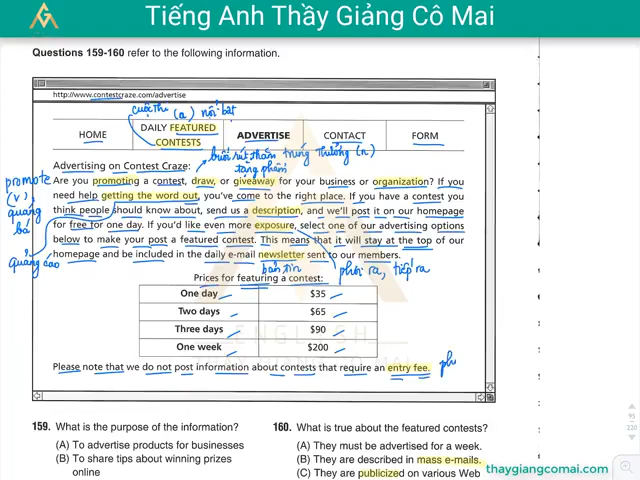 Tiếng Anh Thầy Giảng Cô Mai
Questions 159-160 refer to the following information.
http://www.contestcraze.com/advertise
cuộc thi (a) nổi bật
HOME
DAILY FEATURED CONTESTS
ADVERTISE
CONTACT
FORM
buổi rút thăm trúng thưởng (n)
tặng phẩm
Advertising on Contest Craze:
promote
(v)
quảng
bá
Are you promoting a contest, draw, or giveaway for your business or organization? If you
need help getting the word out, you've come to the right place. If you have a contest you
think people should know about, send us a description, and we'll post it on our homepage
for free for one day. If you'd like even more exposure, select one of our advertising options
below to make your post a featured contest. This means that it will stay at the top of our
homepage and be included in the daily e-mail newsletter sent to our members.
quảng cáo
bản tin
phơi ra, tiếp ra
Prices for featuring a contest:
One day $35
Two days $65
Three days $90
One week $200
ENGLISH
Please note that we do not post information about contests that require an entry fee.
phí
159. What is the purpose of the information?
(A) To advertise products for businesses
(B) To share tips about winning prizes
online
160. What is true about the featured contests?
(A) They must be advertised for a week.
(B) They are described in mass e-mails.
(C) They are publicized on various Web
thaygiangcomai.com
95
220